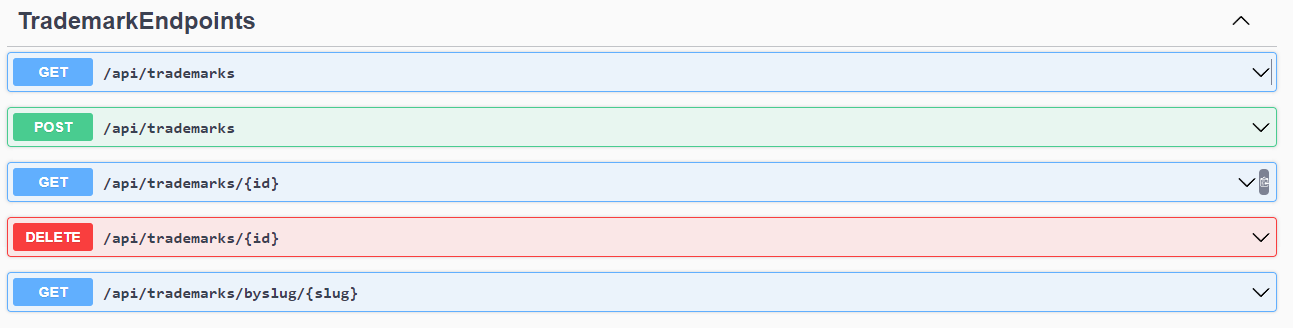 TrademarkEndpoints
GET /api/trademarks
POST /api/trademarks
GET /api/trademarks/{id}
DELETE /api/trademarks/{id}
GET /api/trademarks/byslug/{slug}